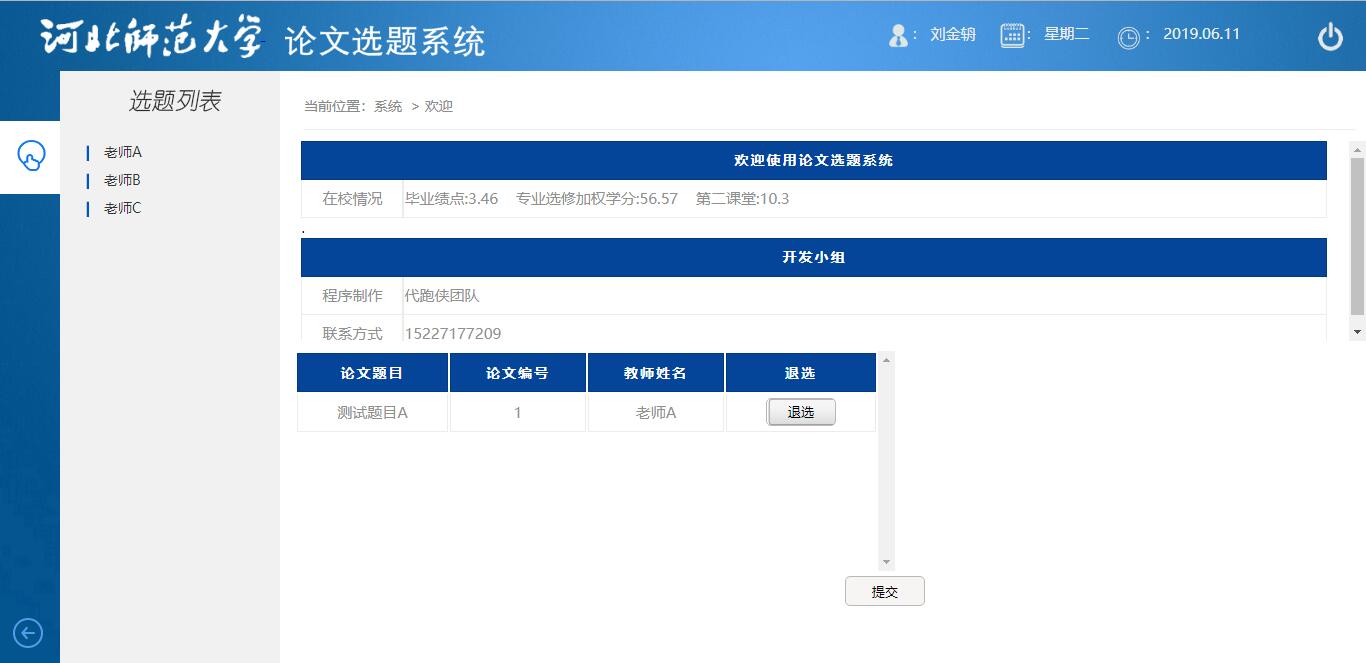 河北师范大学 论文选题系统 : 刘金钏 : 星期二 : 2019.06.11
选题列表
老师A
老师B
老师C
当前位置: 系统 > 欢迎
欢迎使用论文选题系统
在校情况 毕业绩点:3.46 专业选修加权学分:56.57 第二课堂:10.3
.
开发小组
程序制作 代跑侠团队
联系方式 15227177209
论文题目 论文编号 教师姓名 退选
测试题目A 1 老师A 退选
提交